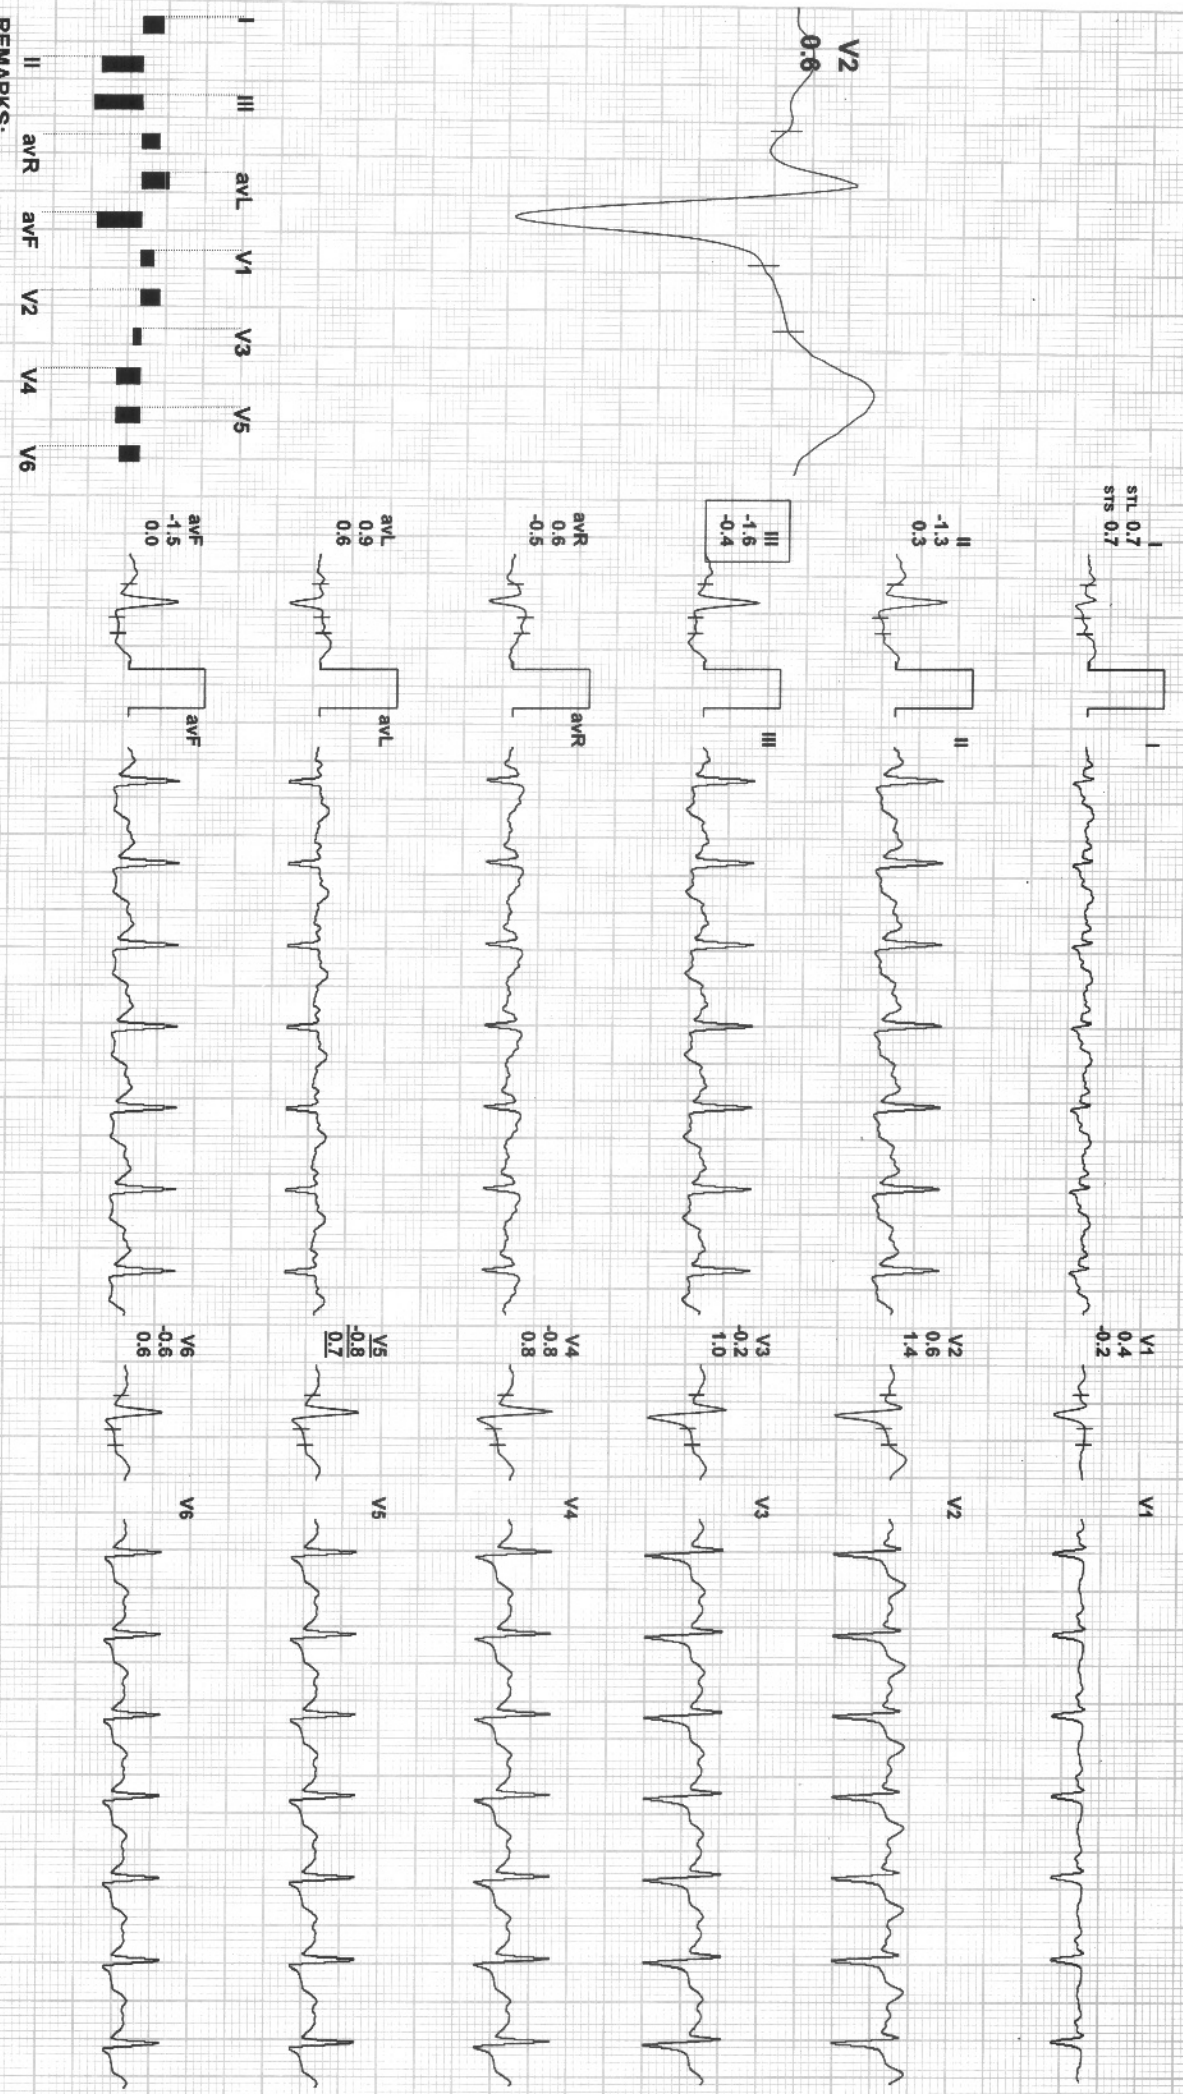 V2
0.6
I III avL V1 V3 V5
II avR avF V2 V4 V6
REMARKS:
I
STL 0.7
STS 0.7
II
-1.3
0.3
III
-1.6
-0.4
avR
0.6
-0.5
avL
0.9
0.6
avF
-1.5
0.0
I
II
III
avR
avL
avF
V1
0.4
-0.2
V2
0.6
1.4
V3
-0.2
1.0
V4
-0.8
0.8
V5
-0.8
0.7
V6
-0.6
0.6
V1
V2
V3
V4
V5
V6